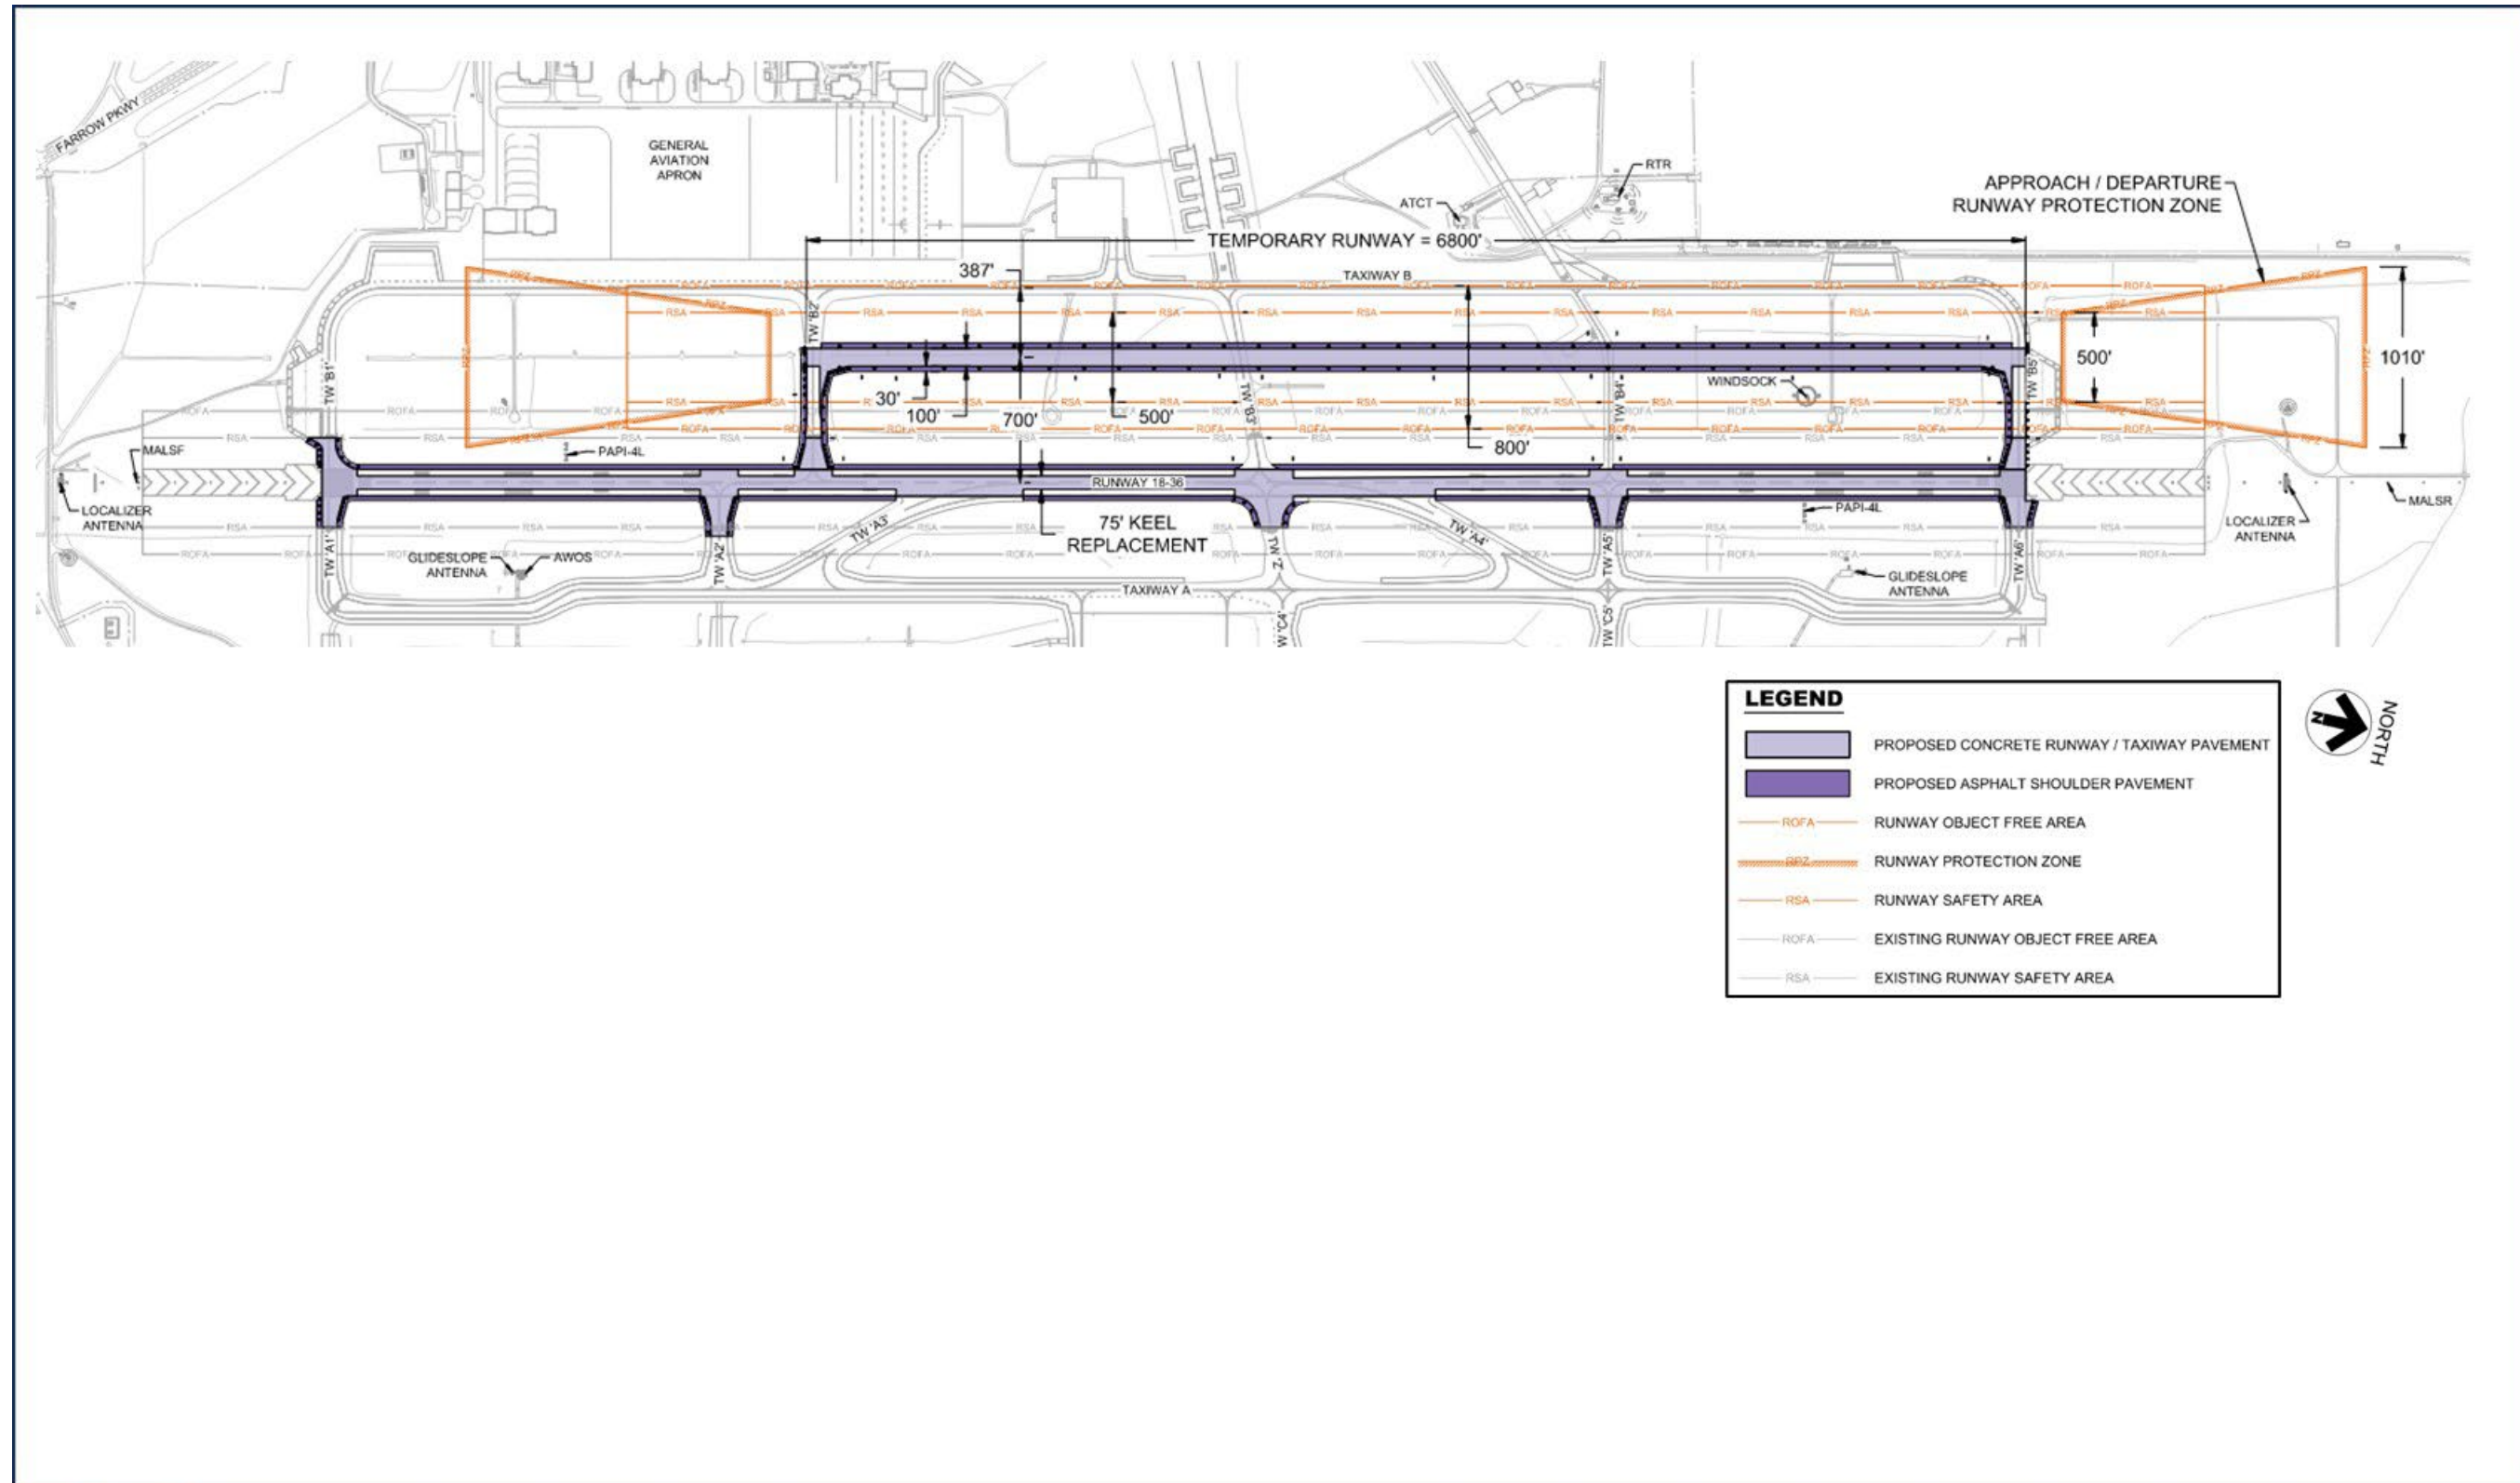 FARROW PKWY
GENERAL
AVIATION
APRON
RTR
ATCT
APPROACH / DEPARTURE
RUNWAY PROTECTION ZONE
TEMPORARY RUNWAY = 6800'
387'
TAXIWAY B
TW 'B1'
TW 'B2'
TW 'B3'
TW 'B4'
TW 'B5'
WINDSOCK
30'
100'
700'
500'
800'
500'
1010'
MALSF
PAPI-4L
RUNWAY 18-36
LOCALIZER
ANTENNA
75' KEEL
REPLACEMENT
PAPI-4L
MALSR
LOCALIZER
ANTENNA
GLIDESLOPE
ANTENNA
AWOS
TW 'A1'
TW 'A2'
TW 'A3'
TW 'Z'
TW 'A4'
TW 'A5'
TW 'A6'
GLIDESLOPE
ANTENNA
TAXIWAY A
TW 'C5'
LEGEND
PROPOSED CONCRETE RUNWAY / TAXIWAY PAVEMENT
PROPOSED ASPHALT SHOULDER PAVEMENT
ROFA
RUNWAY OBJECT FREE AREA
RPZ
RUNWAY PROTECTION ZONE
RSA
RUNWAY SAFETY AREA
ROFA
EXISTING RUNWAY OBJECT FREE AREA
RSA
EXISTING RUNWAY SAFETY AREA
N
NORTH